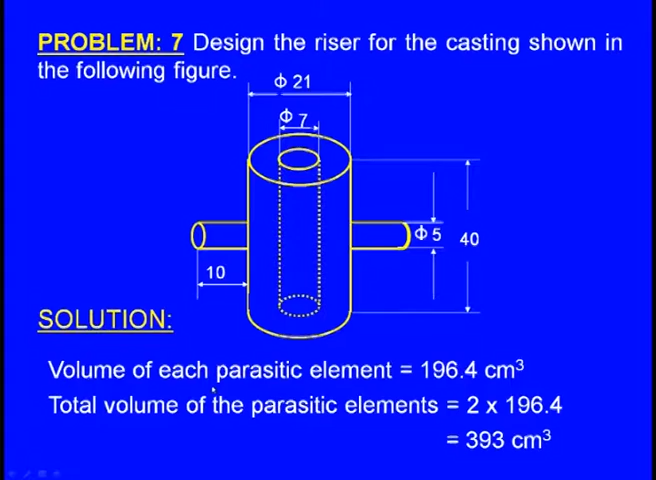 PROBLEM: 7 Design the riser for the casting shown in
the following figure.
Φ 21
Φ 7
Φ 5
40
10
SOLUTION:
Volume of each parasitic element = 196.4 cm³
Total volume of the parasitic elements = 2 x 196.4
= 393 cm³